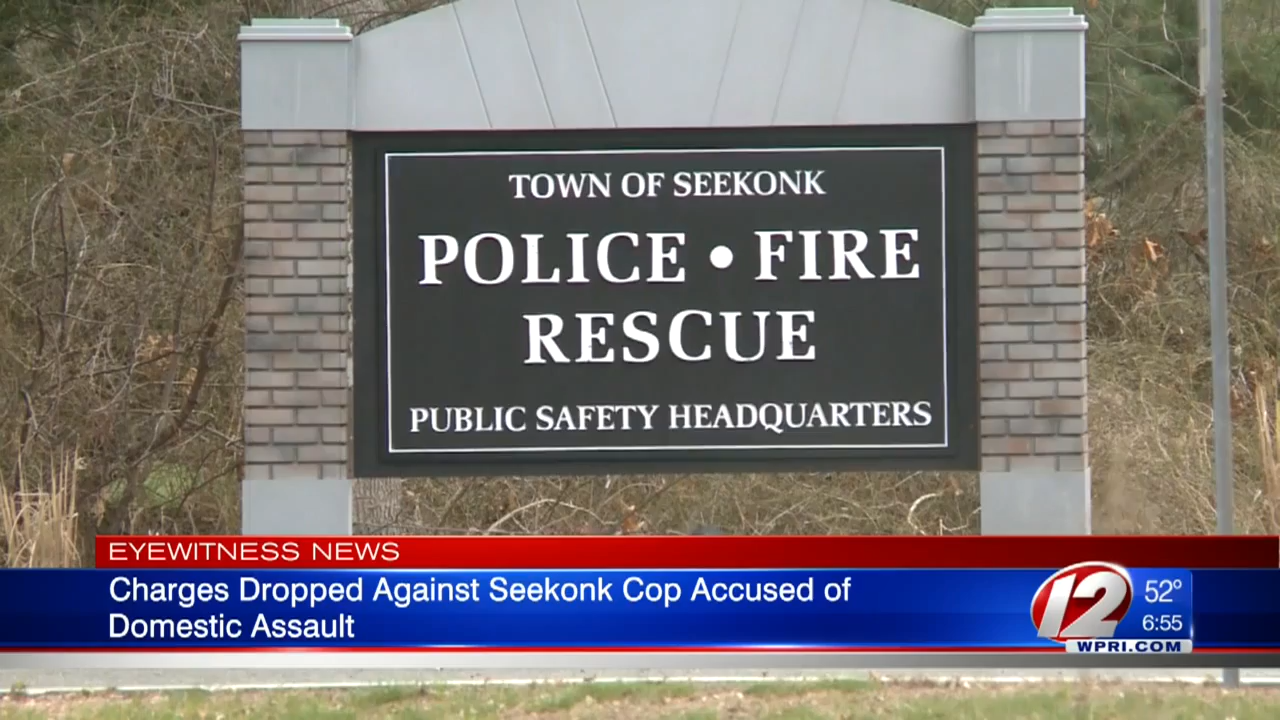 TOWN OF SEEKONK
POLICE • FIRE
RESCUE
PUBLIC SAFETY HEADQUARTERS
EYEWITNESS NEWS
Charges Dropped Against Seekonk Cop Accused of
Domestic Assault
12
52°
6:55
WPRI.COM